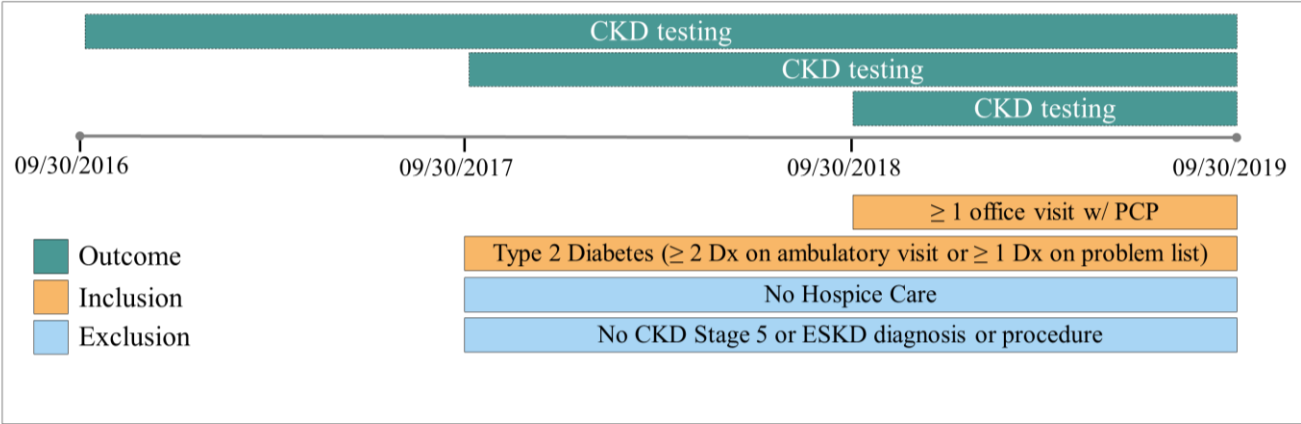 CKD testing
CKD testing
CKD testing
09/30/2016
09/30/2017
09/30/2018
09/30/2019
≥ 1 office visit w/ PCP
Outcome
Type 2 Diabetes (≥ 2 Dx on ambulatory visit or ≥ 1 Dx on problem list)
Inclusion
No Hospice Care
Exclusion
No CKD Stage 5 or ESKD diagnosis or procedure